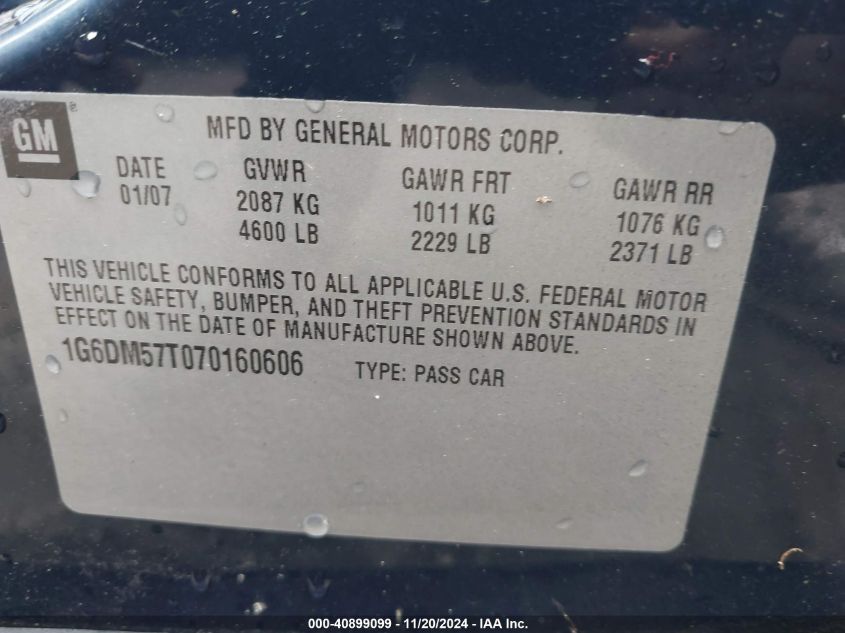 GM
MFD BY GENERAL MOTORS CORP.
DATE GVWR GAWR FRT GAWR RR
01/07 2087 KG 1011 KG 1076 KG
4600 LB 2229 LB 2371 LB
THIS VEHICLE CONFORMS TO ALL APPLICABLE U.S. FEDERAL MOTOR
VEHICLE SAFETY, BUMPER, AND THEFT PREVENTION STANDARDS IN
EFFECT ON THE DATE OF MANUFACTURE SHOWN ABOVE.
1G6DM57T070160606 TYPE: PASS CAR
000-40899099 - 11/20/2024 - IAA Inc.